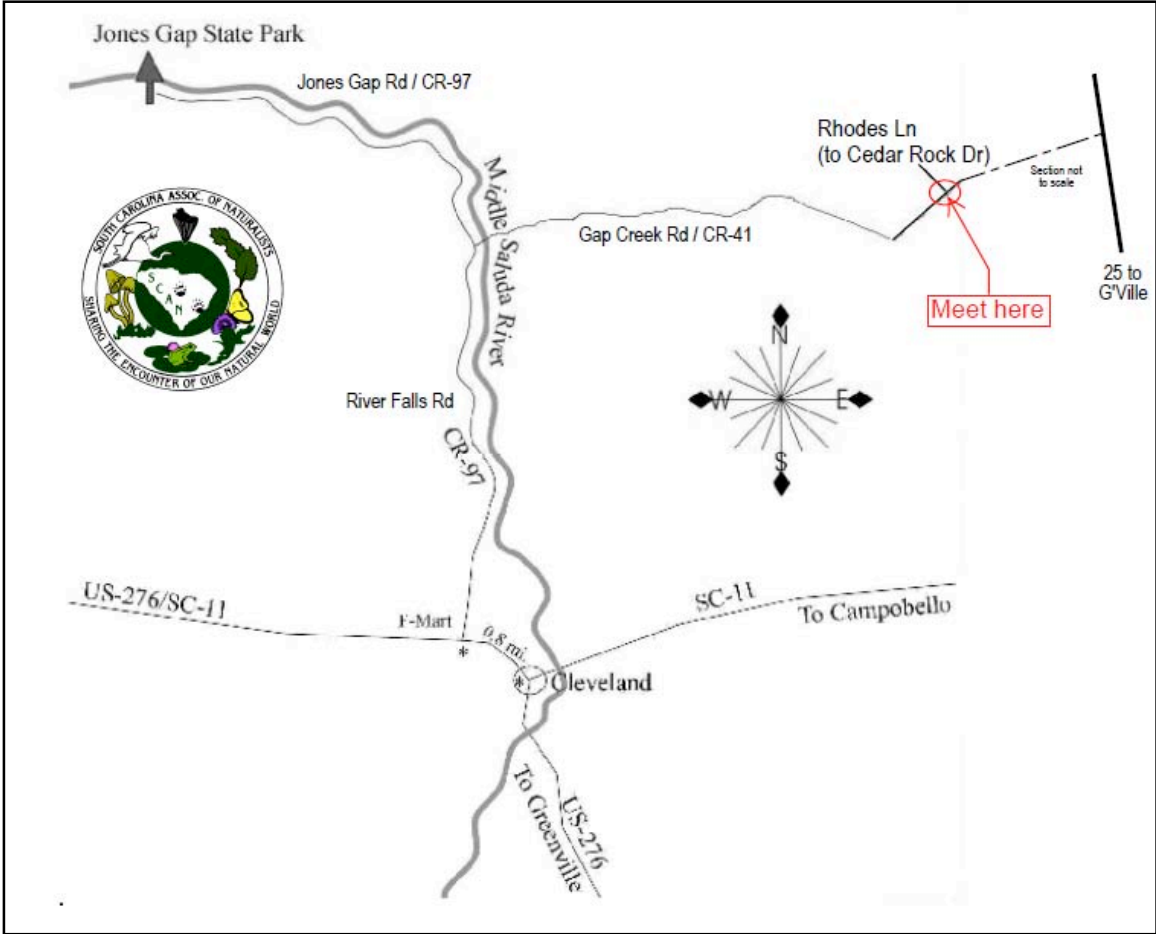 Jones Gap State Park
Jones Gap Rd / CR-97
Rhodes Ln
(to Cedar Rock Dr)
Section not
to scale
Middle Saluda River
Gap Creek Rd / CR-41
25 to
G'Ville
Meet here
SOUTH CAROLINA ASSOC. OF NATURALISTS
SCAN
SHARING THE ENCOUNTER OF OUR NATURAL WORLD
N
W
E
S
River Falls Rd
CR-97
US-276/SC-11
F-Mart
*
0.8 mi.
SC-11
To Campobello
*
Cleveland
To Greenville
US-276
.